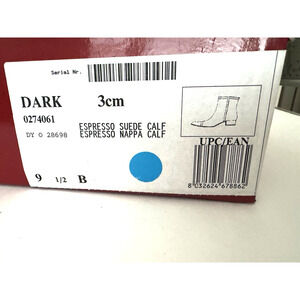 Serial Nr.
DARK 3cm
0274061
DY O 28698
ESPRESSO SUEDE CALF
ESPRESSO NAPPA CALF
UPC/EAN
9 1/2 B
8 032624 678862